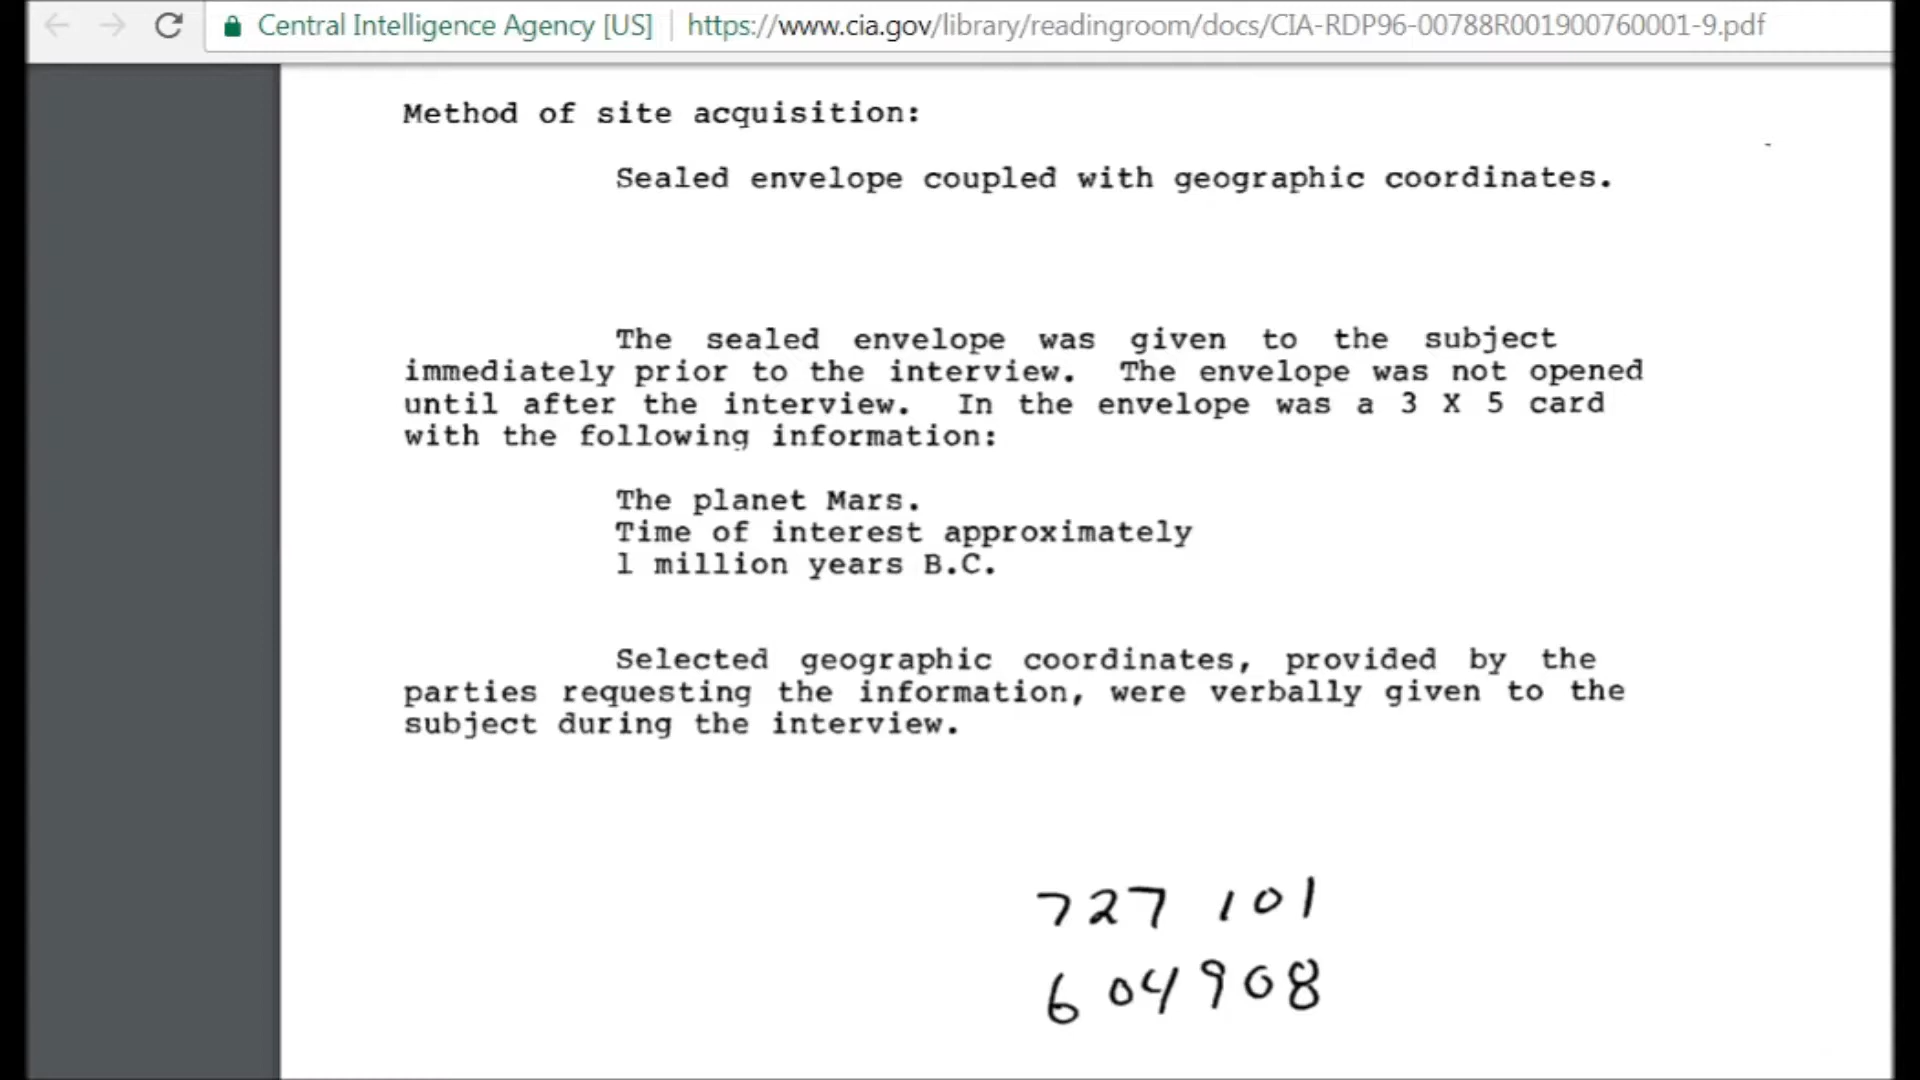 Central Intelligence Agency [US] https://www.cia.gov/library/readingroom/docs/CIA-RDP96-00788R001900760001-9.pdf
Method of site acquisition:
Sealed envelope coupled with geographic coordinates.
The sealed envelope was given to the subject
immediately prior to the interview. The envelope was not opened
until after the interview. In the envelope was a 3 X 5 card
with the following information:
The planet Mars.
Time of interest approximately
1 million years B.C.
Selected geographic coordinates, provided by the
parties requesting the information, were verbally given to the
subject during the interview.
727 101
604908